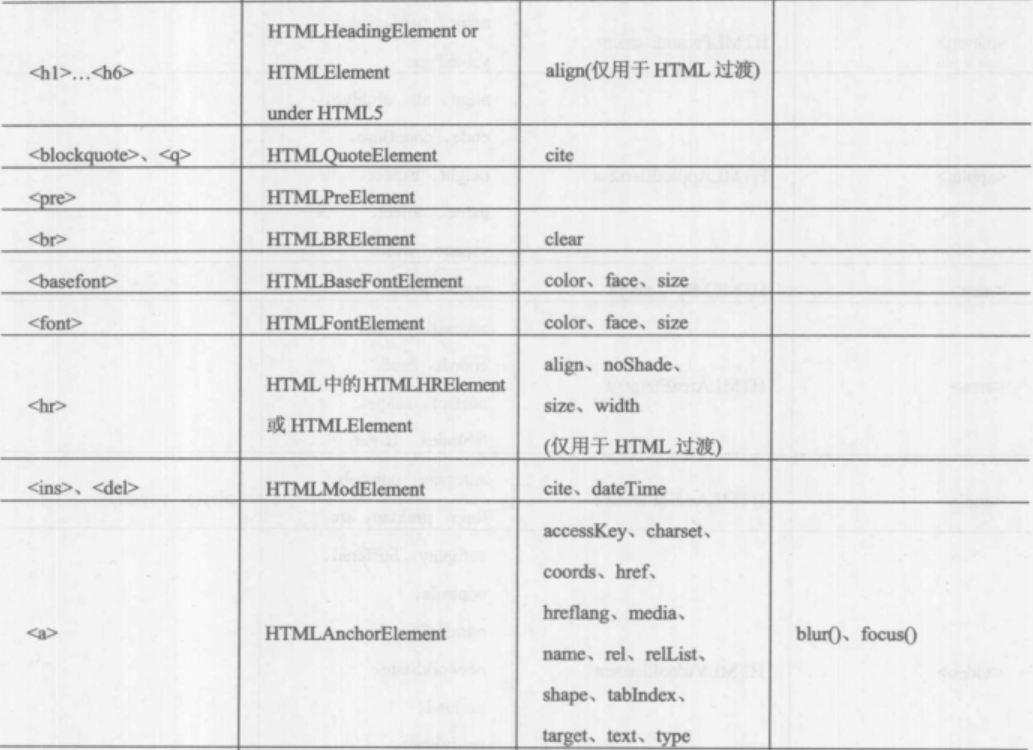 <h1>…<h6>
HTMLHeadingElement or
HTMLElement
under HTML5
align(仅用于 HTML 过渡)
<blockquote>、<q>
HTMLQuoteElement
cite
<pre>
HTMLPreElement
<br>
HTMLBRElement
clear
<basefont>
HTMLBaseFontElement
color、face、size
<font>
HTMLFontElement
color、face、size
<hr>
HTML 中的 HTMLHRElement
或 HTMLElement
align、noShade、
size、width
(仅用于 HTML 过渡)
<ins>、<del>
HTMLModElement
cite、dateTime
<a>
HTMLAnchorElement
accessKey、charset、
coords、href、
hreflang、media、
name、rel、relList、
shape、tabIndex、
target、text、type
blur()、focus()